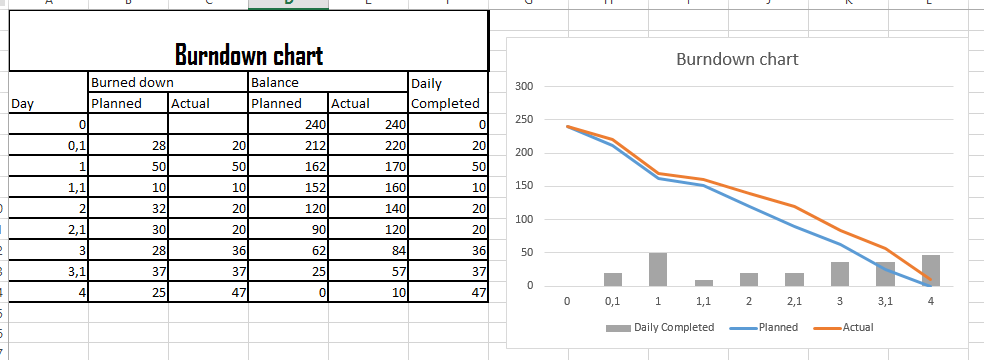 A B C D E F G H I J K L
Burndown chart
Burned down Balance Daily
Day Planned Actual Planned Actual Completed
0 240 240 0
0,1 28 20 212 220 20
1 50 50 162 170 50
1,1 10 10 152 160 10
2 32 20 120 140 20
2,1 30 20 90 120 20
3 28 36 62 84 36
3,1 37 37 25 57 37
4 25 47 0 10 47
Burndown chart
300
250
200
150
100
50
0
0 0,1 1 1,1 2 2,1 3 3,1 4
Daily Completed Planned Actual